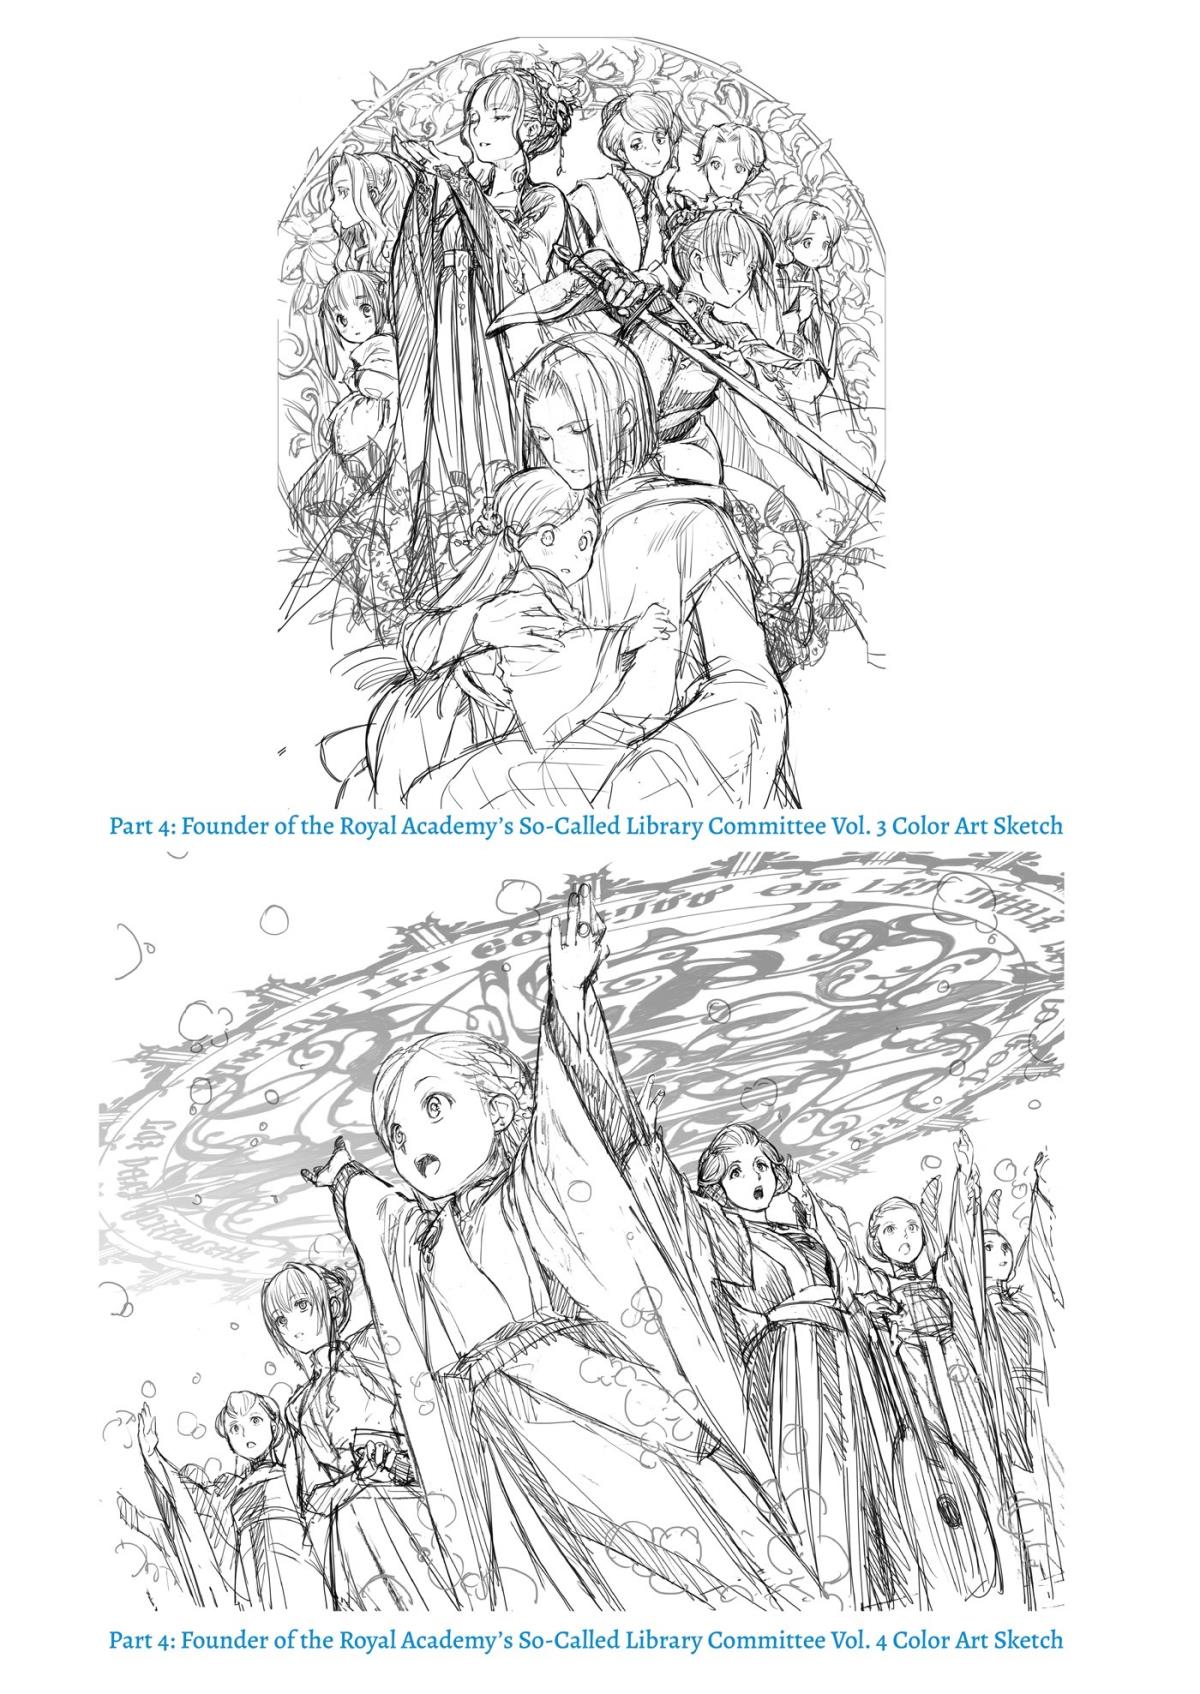 Part 4: Founder of the Royal Academy's So-Called Library Committee Vol. 3 Color Art Sketch
Part 4: Founder of the Royal Academy's So-Called Library Committee Vol. 4 Color Art Sketch